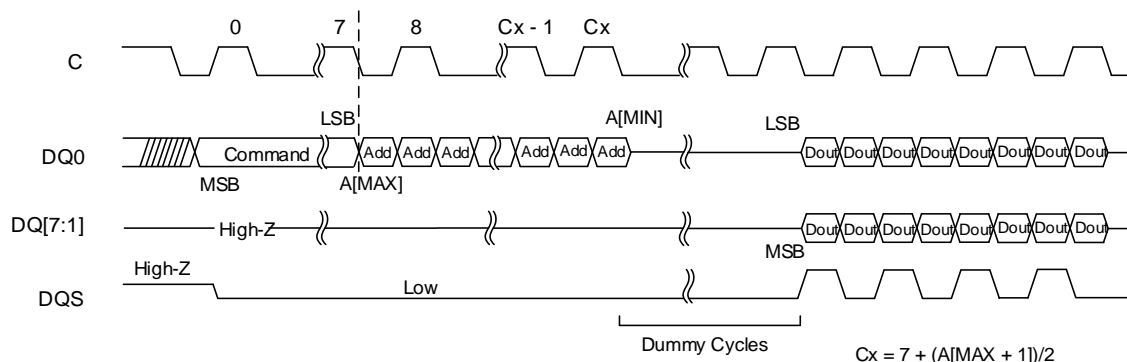 0 7 8 Cx - 1 Cx
C
LSB A[MIN] LSB
DQ0 Command Add Add Add Add Add Add Dout Dout Dout Dout Dout Dout Dout Dout
MSB A[MAX]
DQ[7:1] High-Z Dout Dout Dout Dout Dout Dout Dout Dout
MSB
High-Z
DQS Low
Dummy Cycles
Cx = 7 + (A[MAX + 1])/2